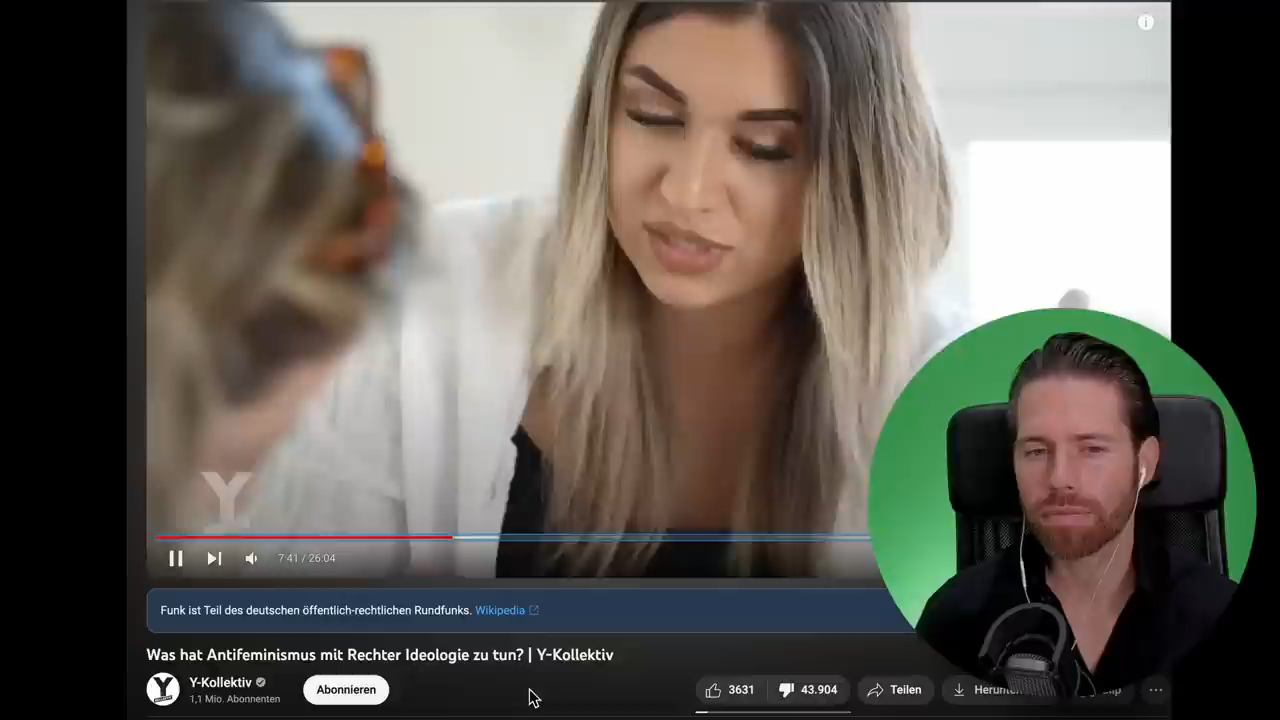 Y
7:41 / 26:04
Funk ist Teil des deutschen öffentlich-rechtlichen Rundfunks. Wikipedia
Was hat Antifeminismus mit Rechter Ideologie zu tun? | Y-Kollektiv
Y-Kollektiv
1,1 Mio. Abonnenten
Abonnieren
3631
43.904
Teilen